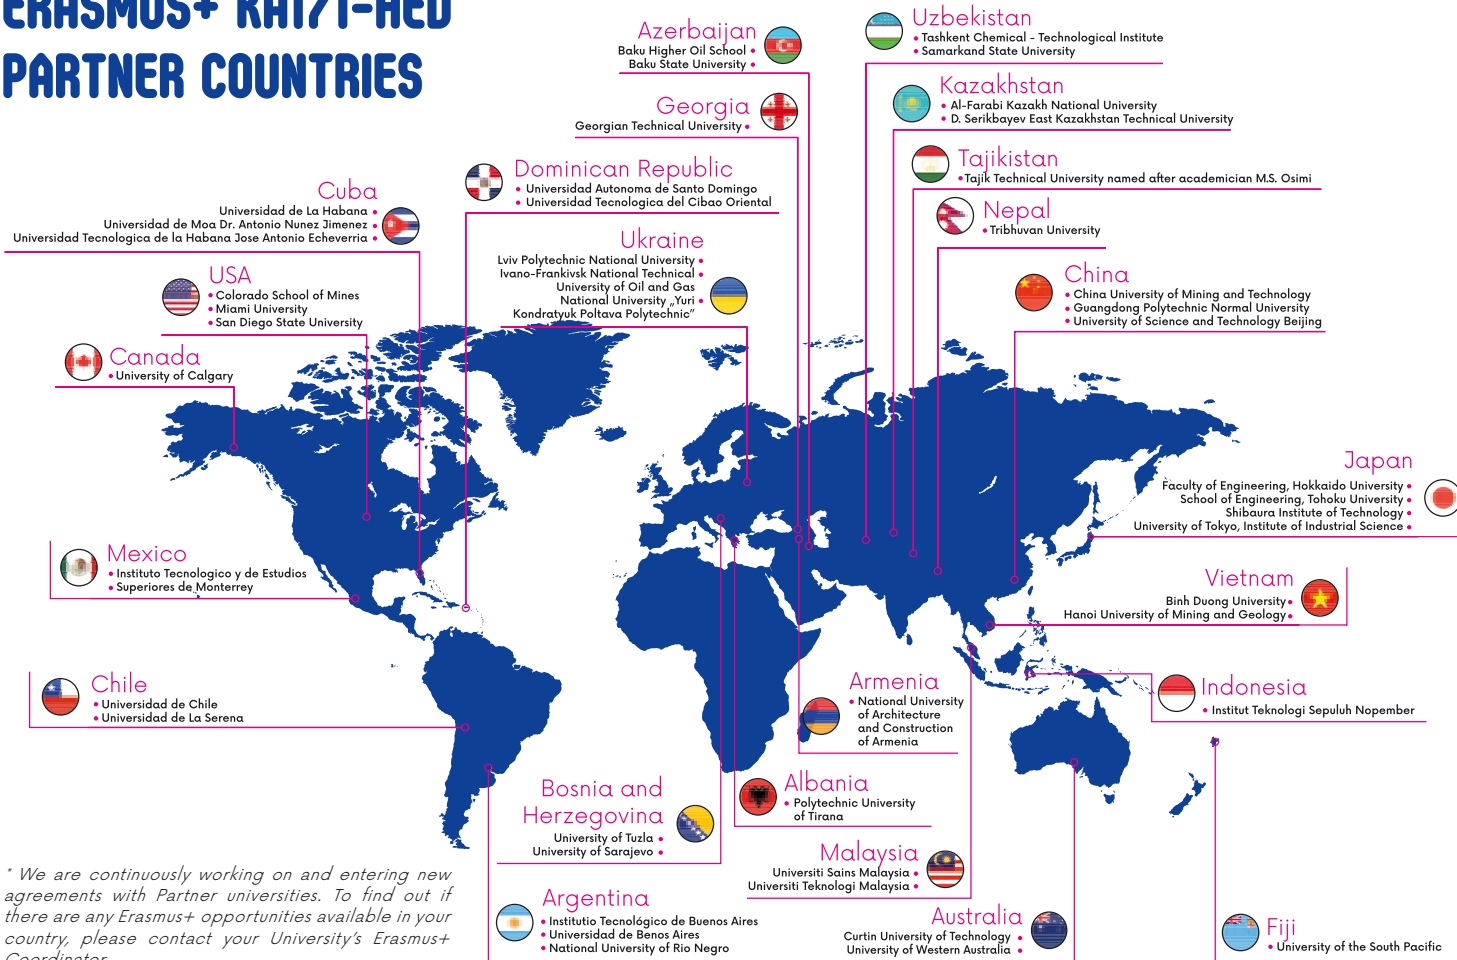 ERASMUS+ KA171-HED
PARTNER COUNTRIES
Azerbaijan
Baku Higher Oil School •
Baku State University •
Uzbekistan
• Tashkent Chemical - Technological Institute
• Samarkand State University
Georgia
Georgian Technical University •
Kazakhstan
• Al-Farabi Kazakh National University
• D. Serikbayev East Kazakhstan Technical University
Dominican Republic
• Universidad Autonoma de Santo Domingo
• Universidad Tecnologica del Cibao Oriental
Tajikistan
• Tajik Technical University named after academician M.S. Osimi
Cuba
Universidad de La Habana •
Universidad de Moa Dr. Antonio Nunez Jimenez •
Universidad Tecnologica de la Habana Jose Antonio Echeverria •
Nepal
• Tribhuvan University
Ukraine
Lviv Polytechnic National University •
Ivano-Frankivsk National Technical •
University of Oil and Gas
National University „Yuri •
Kondratyuk Poltava Polytechnic”
USA
• Colorado School of Mines
• Miami University
• San Diego State University
China
• China University of Mining and Technology
• Guangdong Polytechnic Normal University
• University of Science and Technology Beijing
Canada
• University of Calgary
Japan
Faculty of Engineering, Hokkaido University •
School of Engineering, Tohoku University •
Shibaura Institute of Technology •
University of Tokyo, Institute of Industrial Science •
Mexico
• Instituto Tecnologico y de Estudios
• Superiores de Monterrey
Vietnam
Binh Duong University •
Hanoi University of Mining and Geology •
Chile
• Universidad de Chile
• Universidad de La Serena
Armenia
• National University
of Architecture
and Construction
of Armenia
Indonesia
• Institut Teknologi Sepuluh Nopember
Bosnia and
Herzegovina
University of Tuzla •
University of Sarajevo •
Albania
• Polytechnic University
of Tirana
Malaysia
Universiti Sains Malaysia •
Universiti Teknologi Malaysia •
Argentina
• Institutio Tecnológico de Buenos Aires
• Universidad de Benos Aires
• National University of Rio Negro
Australia
Curtin University of Technology •
University of Western Australia •
Fiji
• University of the South Pacific
* We are continuously working on and entering new
agreements with Partner universities. To find out if
there are any Erasmus+ opportunities available in your
country, please contact your University’s Erasmus+
Coordinator.